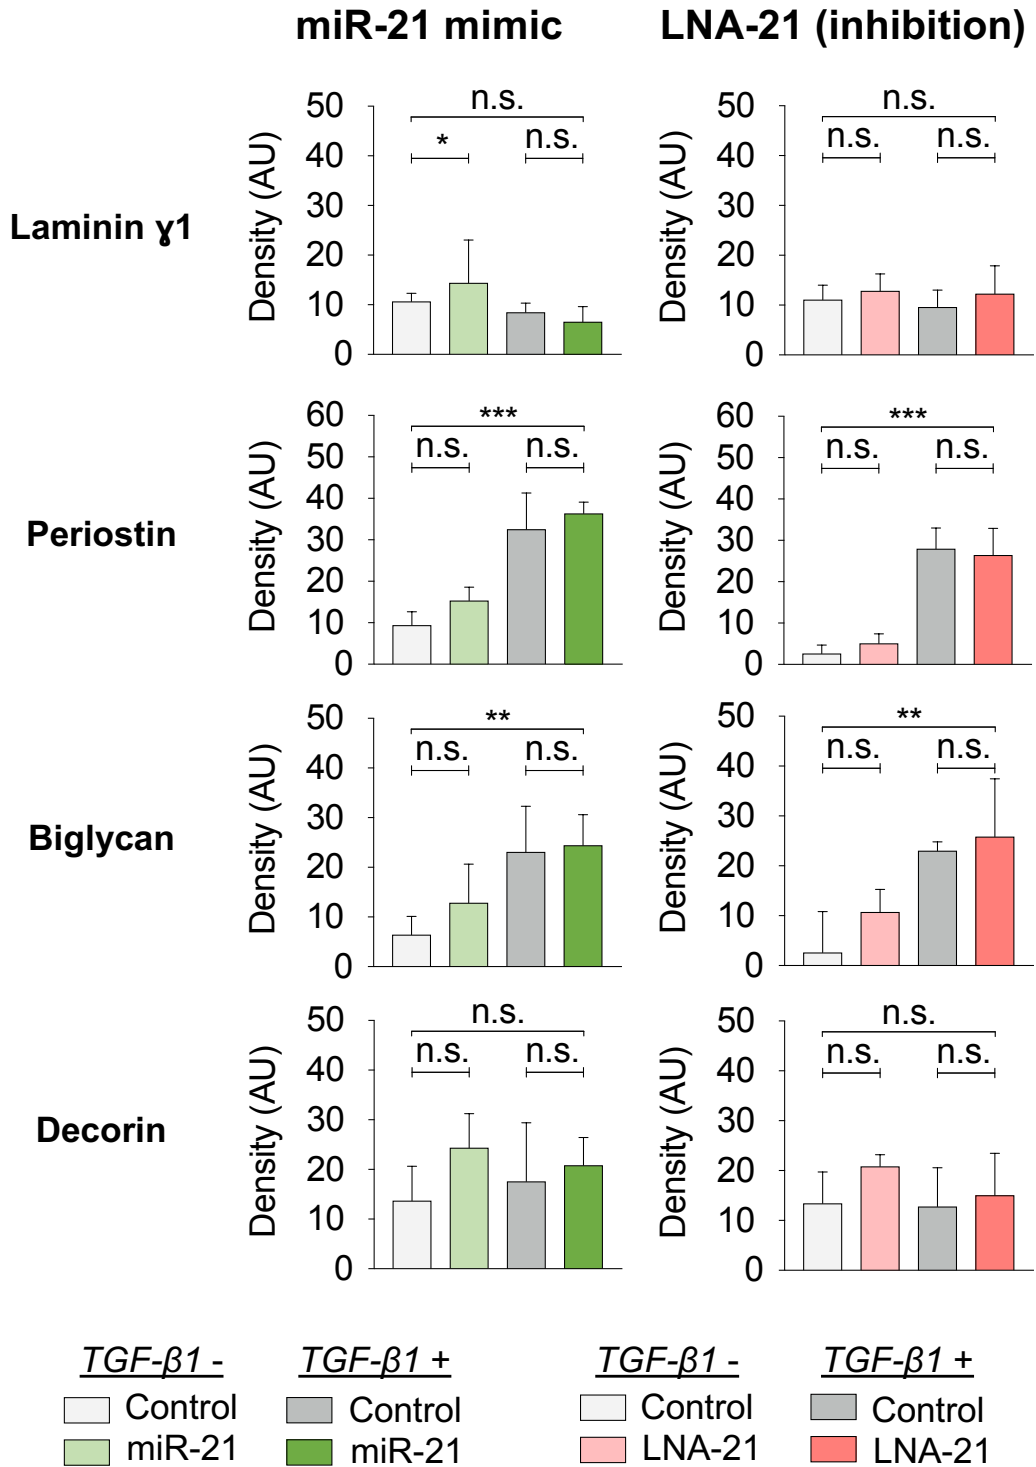 miR-21 mimic LNA-21 (inhibition)
Laminin ɣ1
Density (AU)
50
40
30
20
10
0
n.s.
* n.s.
Density (AU)
50
40
30
20
10
0
n.s.
n.s. n.s.
Periostin
Density (AU)
60
50
40
30
20
10
0
***
n.s. n.s.
Density (AU)
60
50
40
30
20
10
0
***
n.s. n.s.
Biglycan
Density (AU)
50
40
30
20
10
0
**
n.s. n.s.
Density (AU)
50
40
30
20
10
0
**
n.s. n.s.
Decorin
Density (AU)
50
40
30
20
10
0
n.s.
n.s. n.s.
Density (AU)
50
40
30
20
10
0
n.s.
n.s. n.s.
TGF-β1 - TGF-β1 + TGF-β1 - TGF-β1 +
Control Control Control Control
miR-21 miR-21 LNA-21 LNA-21